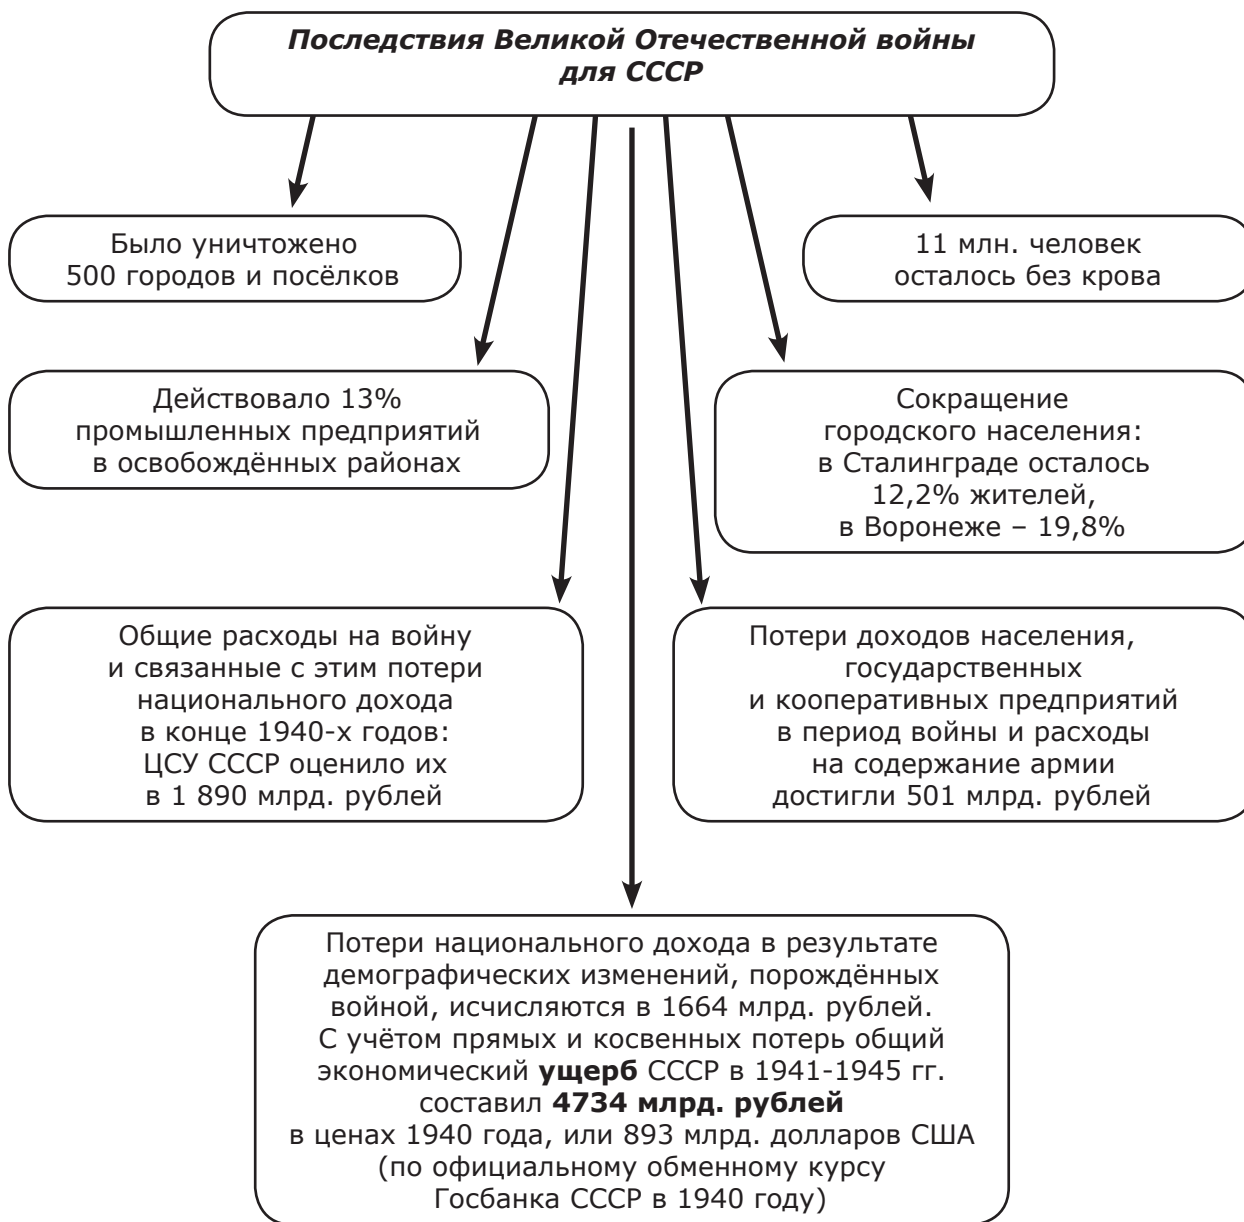 Последствия Великой Отечественной войны
для СССР
Было уничтожено
500 городов и посёлков
11 млн. человек
осталось без крова
Действовало 13%
промышленных предприятий
в освобождённых районах
Сокращение
городского населения:
в Сталинграде осталось
12,2% жителей,
в Воронеже – 19,8%
Общие расходы на войну
и связанные с этим потери
национального дохода
в конце 1940-х годов:
ЦСУ СССР оценило их
в 1 890 млрд. рублей
Потери доходов населения,
государственных
и кооперативных предприятий
в период войны и расходы
на содержание армии
достигли 501 млрд. рублей
Потери национального дохода в результате
демографических изменений, порождённых
войной, исчисляются в 1664 млрд. рублей.
С учётом прямых и косвенных потерь общий
экономический ущерб СССР в 1941-1945 гг.
составил 4734 млрд. рублей
в ценах 1940 года, или 893 млрд. долларов США
(по официальному обменному курсу
Госбанка СССР в 1940 году)